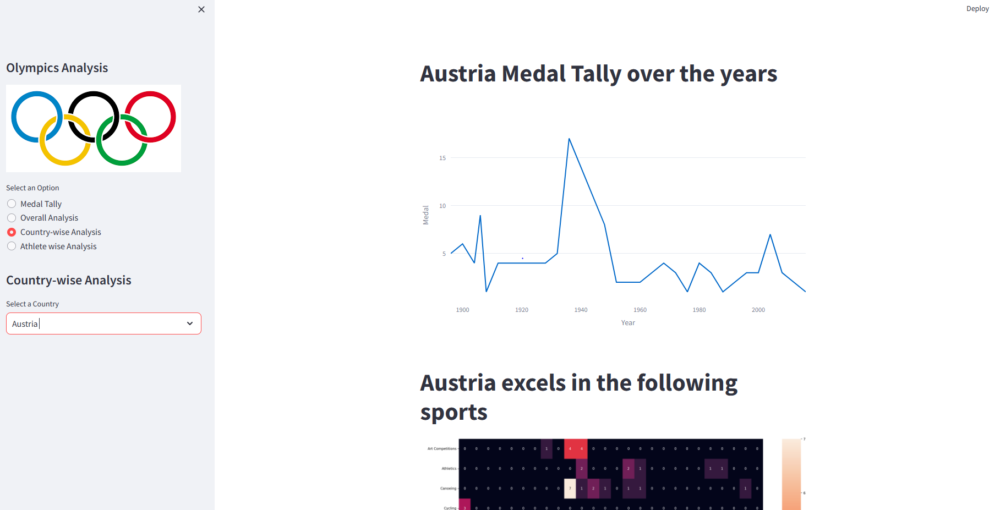 Deploy
Olympics Analysis
Select an Option
Medal Tally
Overall Analysis
Country-wise Analysis
Athlete wise Analysis
Country-wise Analysis
Select a Country
Austria
Austria Medal Tally over the years
15
10
5
Medal
1900 1920 1940 1960 1980 2000
Year
Austria excels in the following
sports
Art Competitions 0 0 0 0 0 0 0 1 0 4 4 0 0 0 0 0 0 0 0 0 0 0 0 0 0 0
Athletics 0 0 0 0 0 0 0 0 0 0 2 0 0 0 2 1 0 0 0 0 0 1 1 0 0 0
Canoeing 0 0 0 0 0 0 0 0 0 7 1 2 1 0 1 1 0 0 0 0 0 0 0 0 1 0
Cycling 3 0 0 0 0 0 0 0 0 0 0 0 0 0 0 0 0 0 0 0 0 0 0 0 0 0
7
6